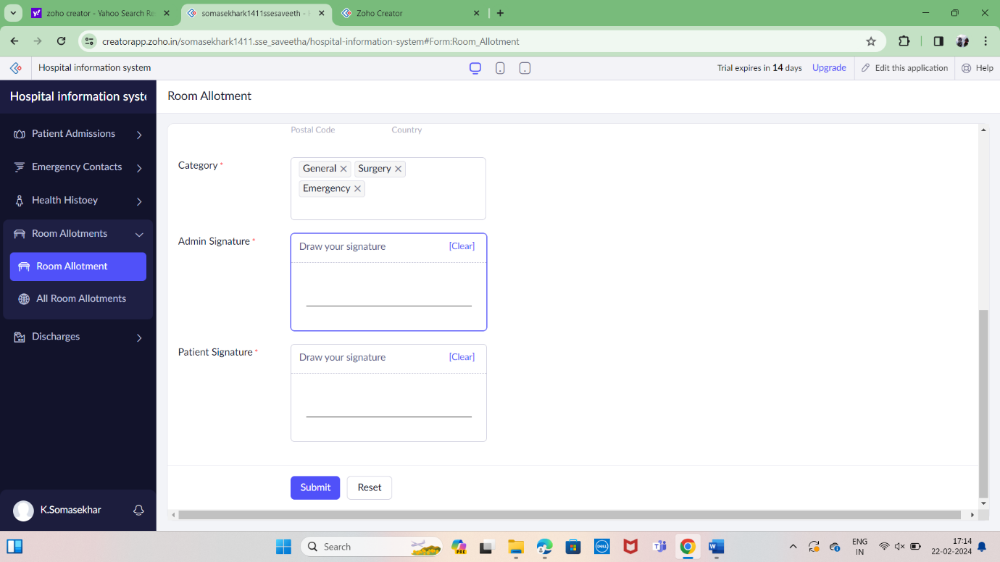 zoho creator - Yahoo Search Re
somasekhark1411ssesaveeth -
Zoho Creator
creatorapp.zoho.in/somasekhark1411.sse_saveetha/hospital-information-system#Form:Room_Allotment
Hospital information system
Trial expires in 14 days
Upgrade
Edit this application
Help
Hospital information syste
Room Allotment
Patient Admissions
Emergency Contacts
Health Histoey
Room Allotments
Room Allotment
All Room Allotments
Discharges
K.Somasekhar
Postal Code
Country
Category *
General
Surgery
Emergency
Admin Signature *
Draw your signature
[Clear]
Patient Signature *
Draw your signature
[Clear]
Submit
Reset
Search
PRE
DELL
ENG
IN
17:14
22-02-2024